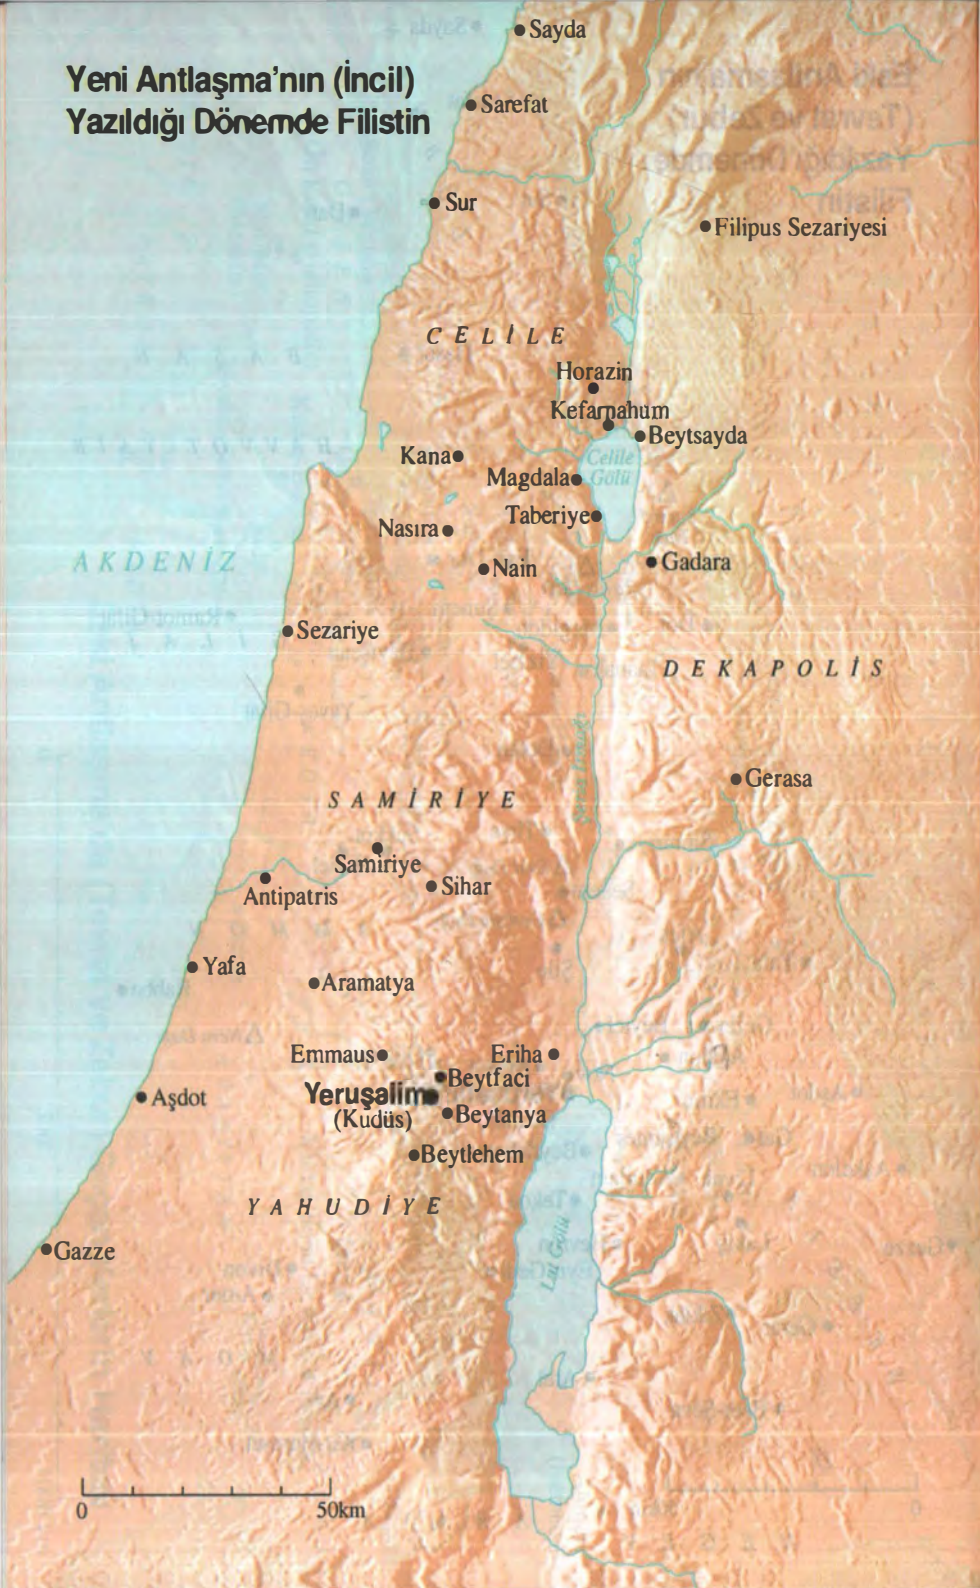 Yeni Antlaşma'nın (İncil)
Yazıldığı Dönemde Filistin
Sayda
Sarefat
Sur
Filipus Sezariyesi
CELİLE
Horazin
Kefarnahum
Beytsayda
Kana
Celile
Gölü
Magdala
Taberiye
Nasıra
Nain
Gadara
AKDENİZ
Sezariye
DEKAPOLİS
Gerasa
SAMİRİYE
Samiriye
Sihar
Antipatris
Yafa
Aramatya
Emmaus
Eriha
Beytfaci
Yeruşalim
(Kudüs)
Beytanya
Aşdot
Beytlehem
YAHUDİYE
Gazze
Lut Gölü
0
50km